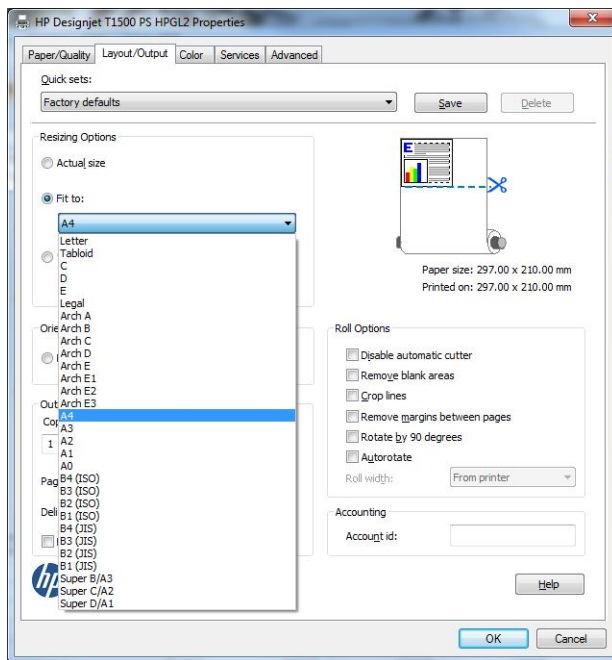 HP Designjet T1500 PS HPGL2 Properties
Paper/Quality Layout/Output Color Services Advanced
Quick sets:
Factory defaults
Save
Delete
Resizing Options
Actual size
Fit to:
A4
Letter
Tabloid
C
D
E
Legal
Arch A
Arch B
Arch C
Arch D
Arch E
Arch E1
Arch E2
Arch E3
A4
A3
A2
A1
A0
B4 (ISO)
B3 (ISO)
B2 (ISO)
B1 (ISO)
B4 (JIS)
B3 (JIS)
B2 (JIS)
B1 (JIS)
Super B/A3
Super C/A2
Super D/A1
1
hp
E
Paper size: 297.00 x 210.00 mm
Printed on: 297.00 x 210.00 mm
Roll Options
Disable automatic cutter
Remove blank areas
Crop lines
Remove margins between pages
Rotate by 90 degrees
Autorotate
Roll width: From printer
Accounting
Account id:
Help
OK
Cancel